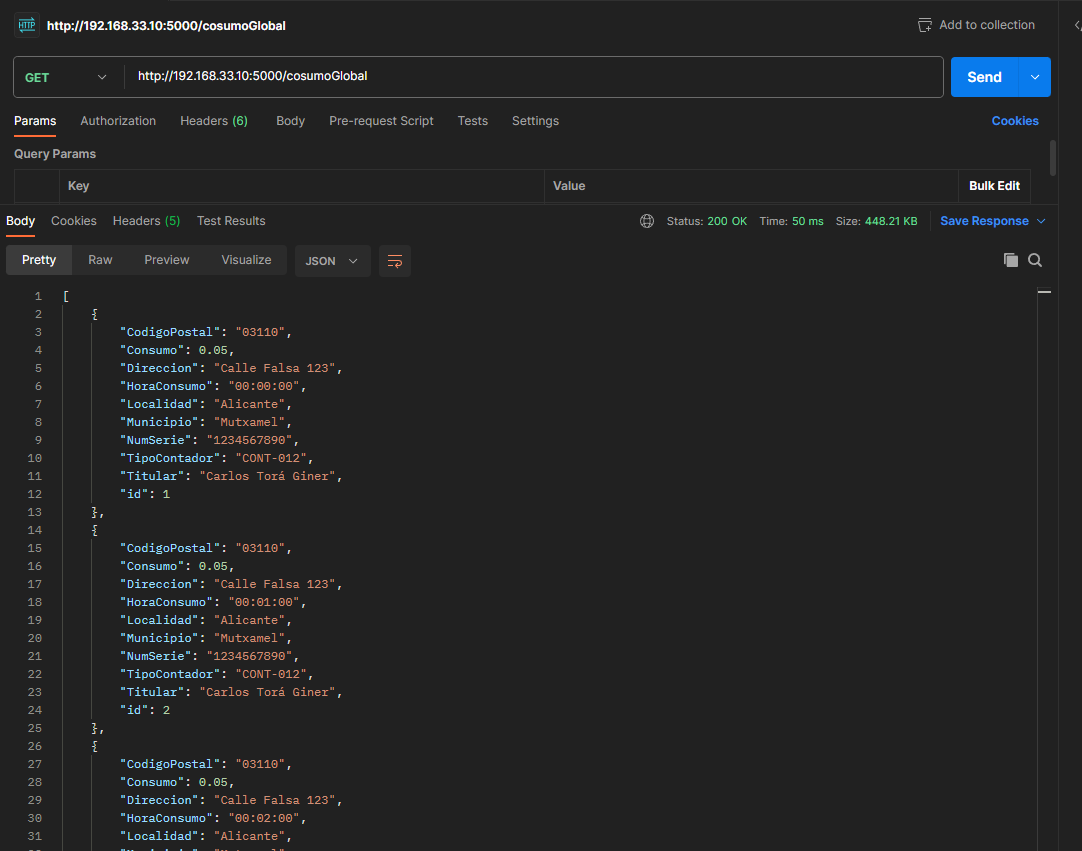 HTTP http://192.168.33.10:5000/cosumoGlobal Add to collection
GET http://192.168.33.10:5000/cosumoGlobal Send
Params Authorization Headers (6) Body Pre-request Script Tests Settings Cookies
Query Params
Key Value Bulk Edit
Body Cookies Headers (5) Test Results Status: 200 OK Time: 50 ms Size: 448.21 KB Save Response
Pretty Raw Preview Visualize JSON
1 [
2 {
3 "CodigoPostal": "03110",
4 "Consumo": 0.05,
5 "Direccion": "Calle Falsa 123",
6 "HoraConsumo": "00:00:00",
7 "Localidad": "Alicante",
8 "Municipio": "Mutxamel",
9 "NumSerie": "1234567890",
10 "TipoContador": "CONT-012",
11 "Titular": "Carlos Torá Giner",
12 "id": 1
13 },
14 {
15 "CodigoPostal": "03110",
16 "Consumo": 0.05,
17 "Direccion": "Calle Falsa 123",
18 "HoraConsumo": "00:01:00",
19 "Localidad": "Alicante",
20 "Municipio": "Mutxamel",
21 "NumSerie": "1234567890",
22 "TipoContador": "CONT-012",
23 "Titular": "Carlos Torá Giner",
24 "id": 2
25 },
26 {
27 "CodigoPostal": "03110",
28 "Consumo": 0.05,
29 "Direccion": "Calle Falsa 123",
30 "HoraConsumo": "00:02:00",
31 "Localidad": "Alicante",